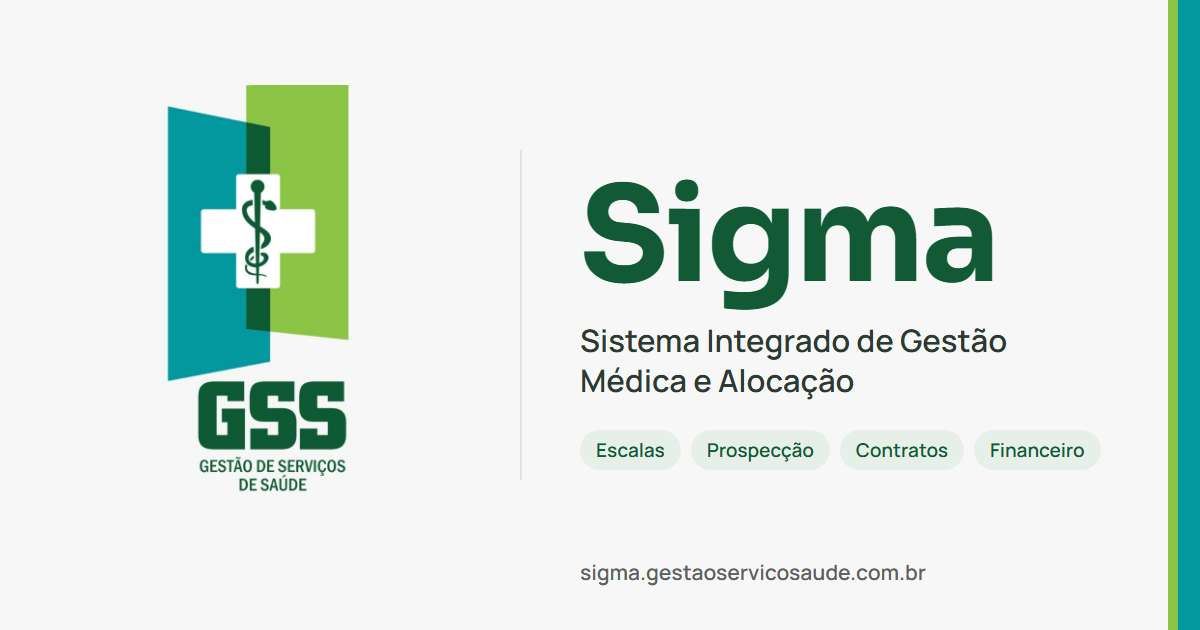 GSS
GESTÃO DE SERVIÇOS
DE SAÚDE
Sigma
Sistema Integrado de Gestão
Médica e Alocação
Escalas Prospecção Contratos Financeiro
sigma.gestaoservicosaude.com.br